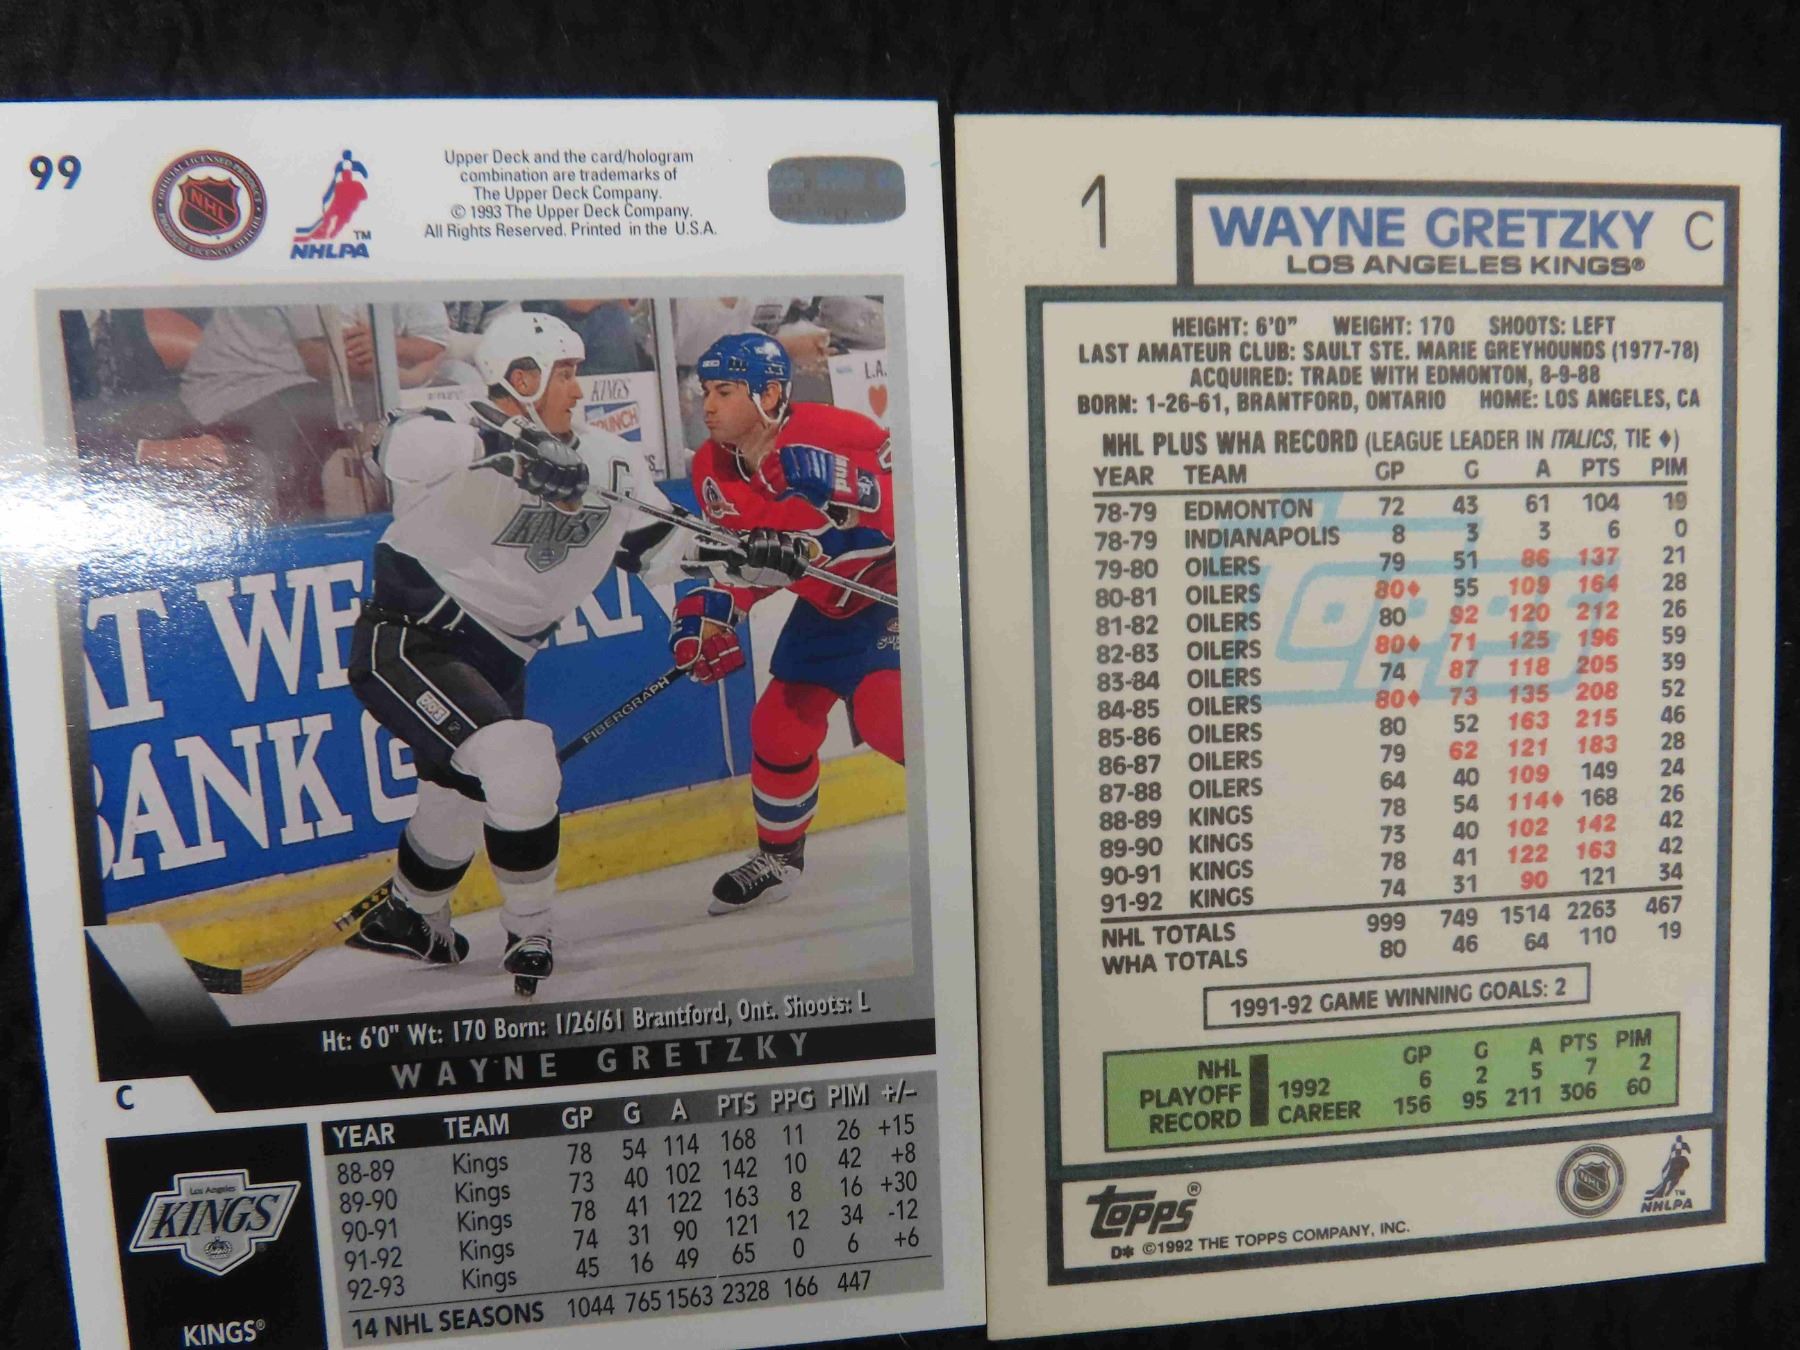 99
OFFICIAL LICENSED PRODUCT
NHL
TM
NHLPA
Upper Deck and the card/hologram
combination are trademarks of
The Upper Deck Company.
© 1993 The Upper Deck Company.
All Rights Reserved. Printed in the U.S.A.
KINGS
L.A.
C
KINGS
AT WE
BANK
FIBERGRAPH
Ht: 6'0" Wt: 170 Born: 1/26/61 Brantford, Ont. Shoots: L
WAYNE GRETZKY
C
YEAR TEAM GP G A PTS PPG PIM +/-
88-89 Kings 78 54 114 168 11 26 +15
89-90 Kings 73 40 102 142 10 42 +8
90-91 Kings 78 41 122 163 8 16 +30
91-92 Kings 74 31 90 121 12 34 -12
92-93 Kings 45 16 49 65 0 6 +6
14 NHL SEASONS 1044 765 1563 2328 166 447
Los Angeles
KINGS
KINGS®
1
WAYNE GRETZKY C
LOS ANGELES KINGS®
HEIGHT: 6'0" WEIGHT: 170 SHOOTS: LEFT
LAST AMATEUR CLUB: SAULT STE. MARIE GREYHOUNDS (1977-78)
ACQUIRED: TRADE WITH EDMONTON, 8-9-88
BORN: 1-26-61, BRANTFORD, ONTARIO HOME: LOS ANGELES, CA
NHL PLUS WHA RECORD (LEAGUE LEADER IN ITALICS, TIE ♦)
YEAR TEAM GP G A PTS PIM
78-79 EDMONTON 72 43 61 104 19
78-79 INDIANAPOLIS 8 3 3 6 0
79-80 OILERS 79 51 86 137 21
80-81 OILERS 80♦ 55 109 164 28
81-82 OILERS 80 92 120 212 26
82-83 OILERS 80♦ 71 125 196 59
83-84 OILERS 74 87 118 205 39
84-85 OILERS 80♦ 73 135 208 52
85-86 OILERS 80 52 163 215 46
86-87 OILERS 79 62 121 183 28
87-88 OILERS 64 40 109 149 24
88-89 KINGS 78 54 114♦ 168 26
89-90 KINGS 73 40 102 142 42
90-91 KINGS 78 41 122 163 42
91-92 KINGS 74 31 90 121 34
NHL TOTALS 999 749 1514 2263 467
WHA TOTALS 80 46 64 110 19
1991-92 GAME WINNING GOALS: 2
NHL PLAYOFF RECORD
GP G A PTS PIM
1992 6 2 5 7 2
CAREER 156 95 211 306 60
topps®
D* ©1992 THE TOPPS COMPANY, INC.
TM
NHLPA